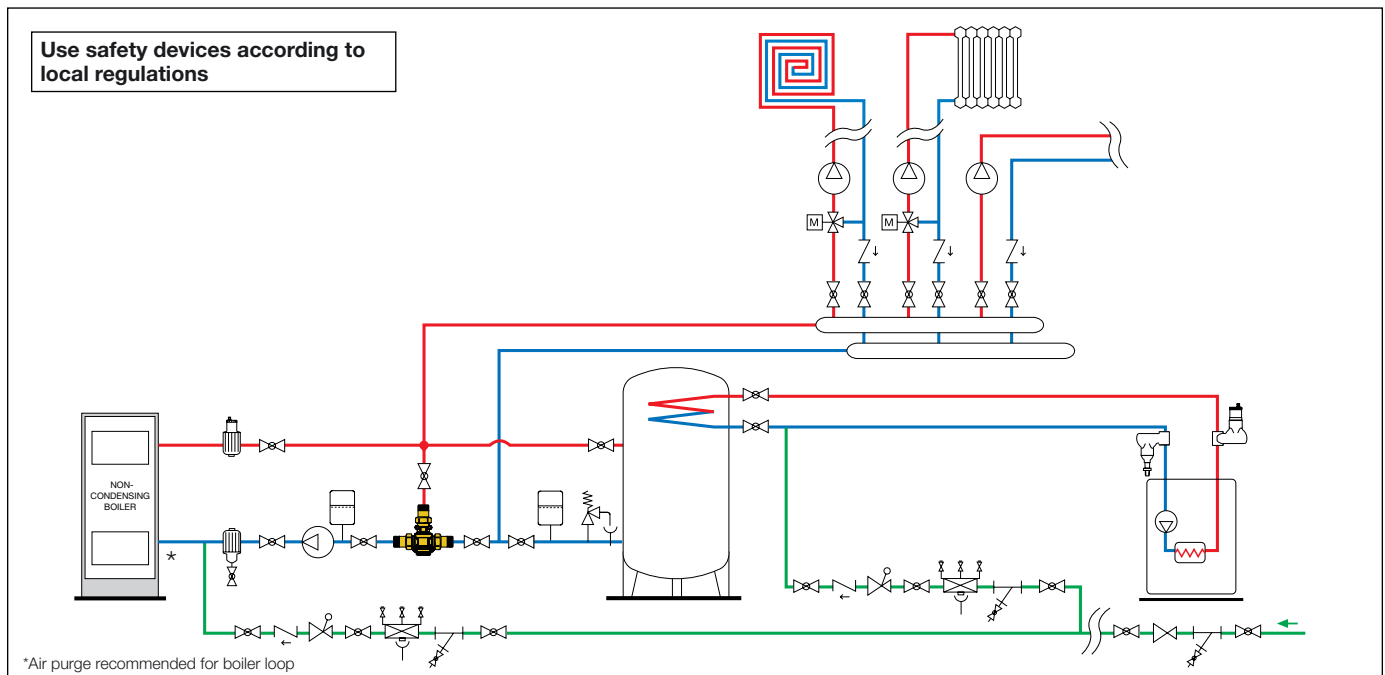 Use safety devices according to
local regulations
M
M
NON-
CONDENSING
BOILER
*
*Air purge recommended for boiler loop